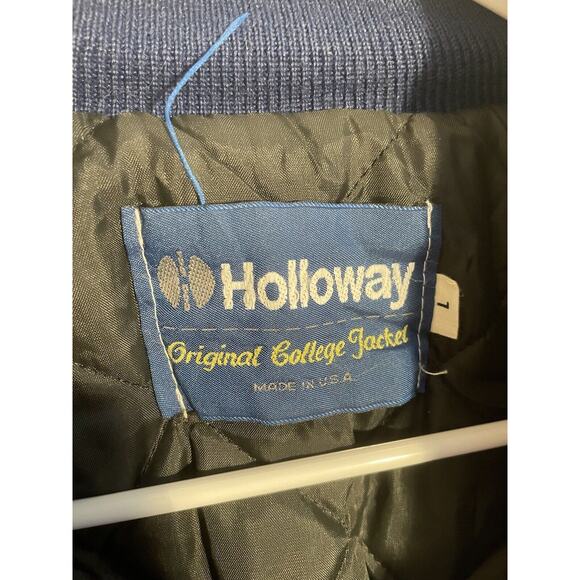 Holloway
Original College Jacket
MADE IN U.S.A.
L